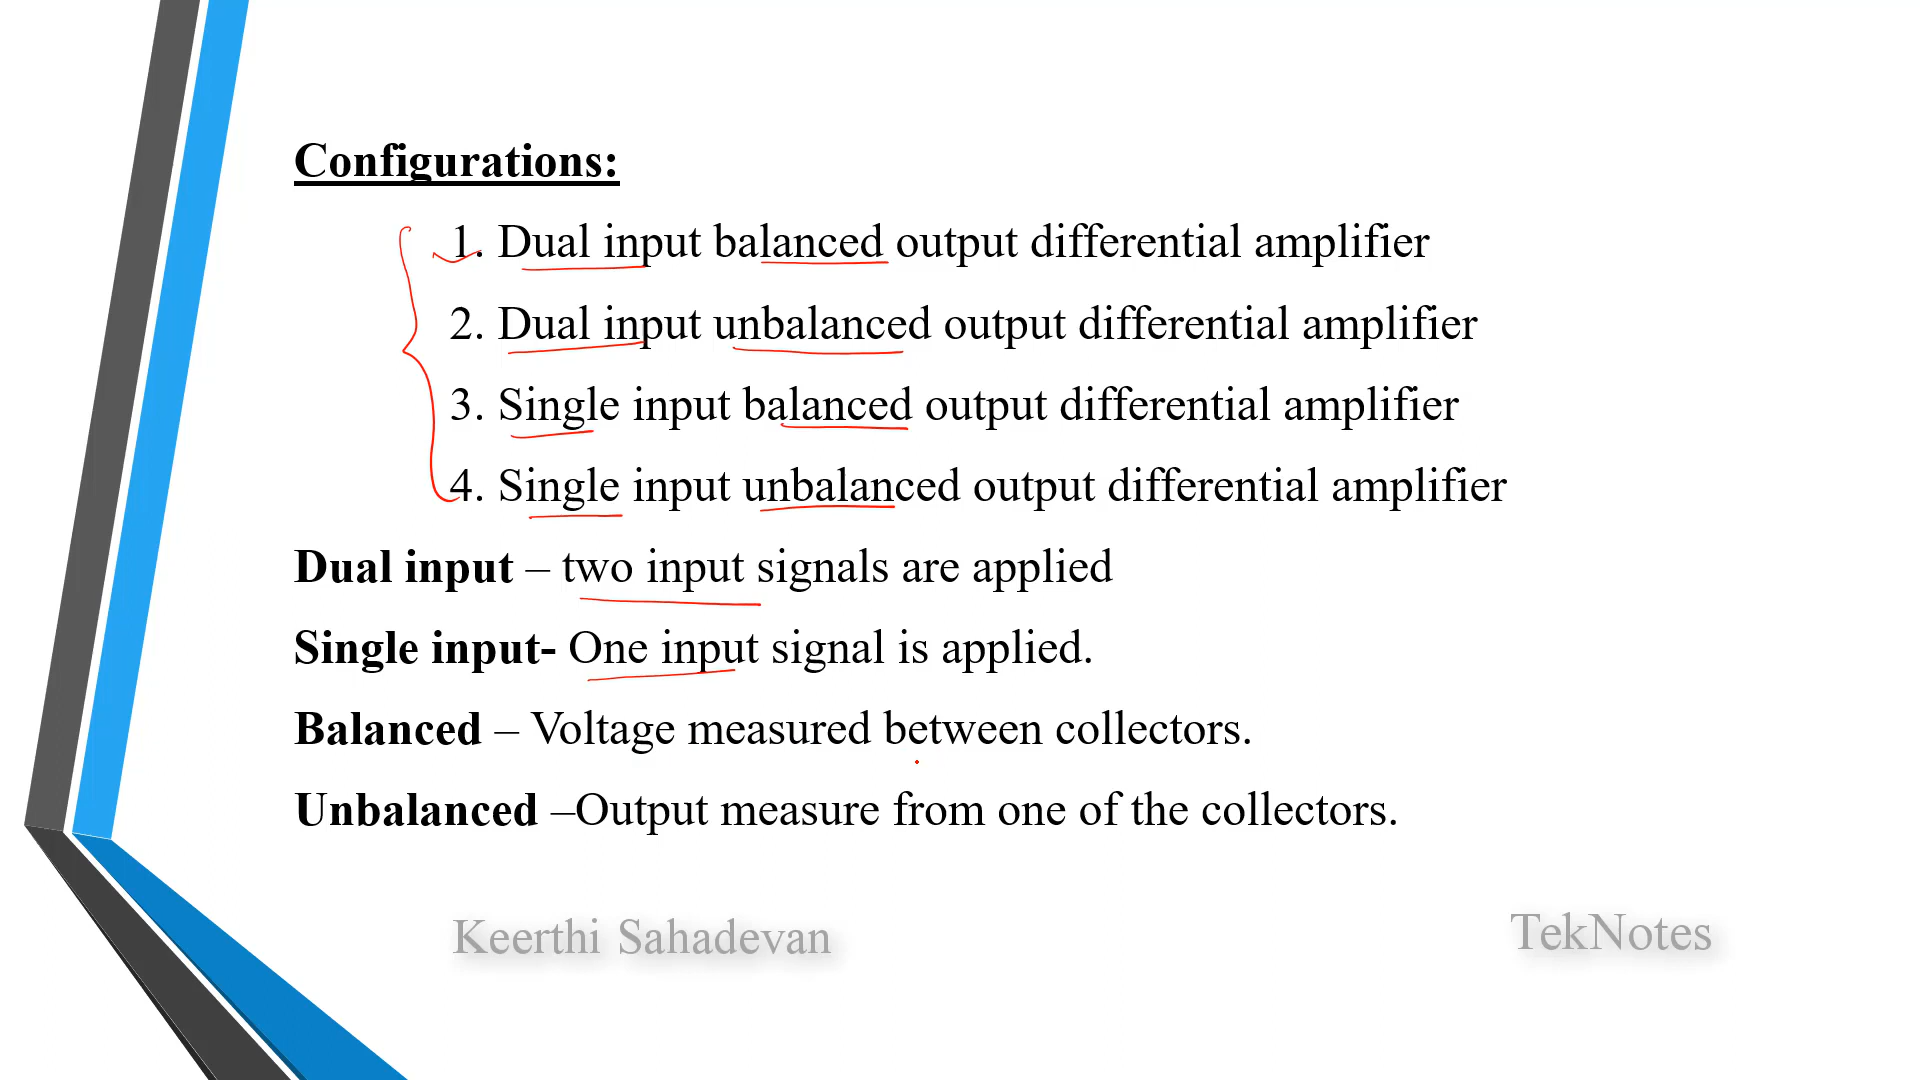 Configurations:
1. Dual input balanced output differential amplifier
2. Dual input unbalanced output differential amplifier
3. Single input balanced output differential amplifier
4. Single input unbalanced output differential amplifier
Dual input – two input signals are applied
Single input- One input signal is applied.
Balanced – Voltage measured between collectors.
Unbalanced –Output measure from one of the collectors.
Keerthi Sahadevan
TekNotes